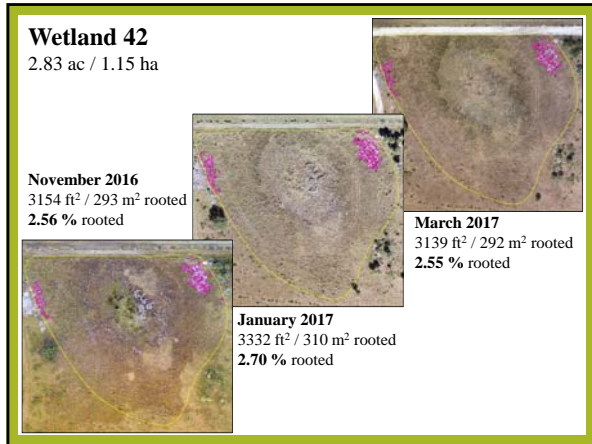 Wetland 42
2.83 ac / 1.15 ha
November 2016
3154 ft² / 293 m² rooted
2.56 % rooted
January 2017
3332 ft² / 310 m² rooted
2.70 % rooted
March 2017
3139 ft² / 292 m² rooted
2.55 % rooted